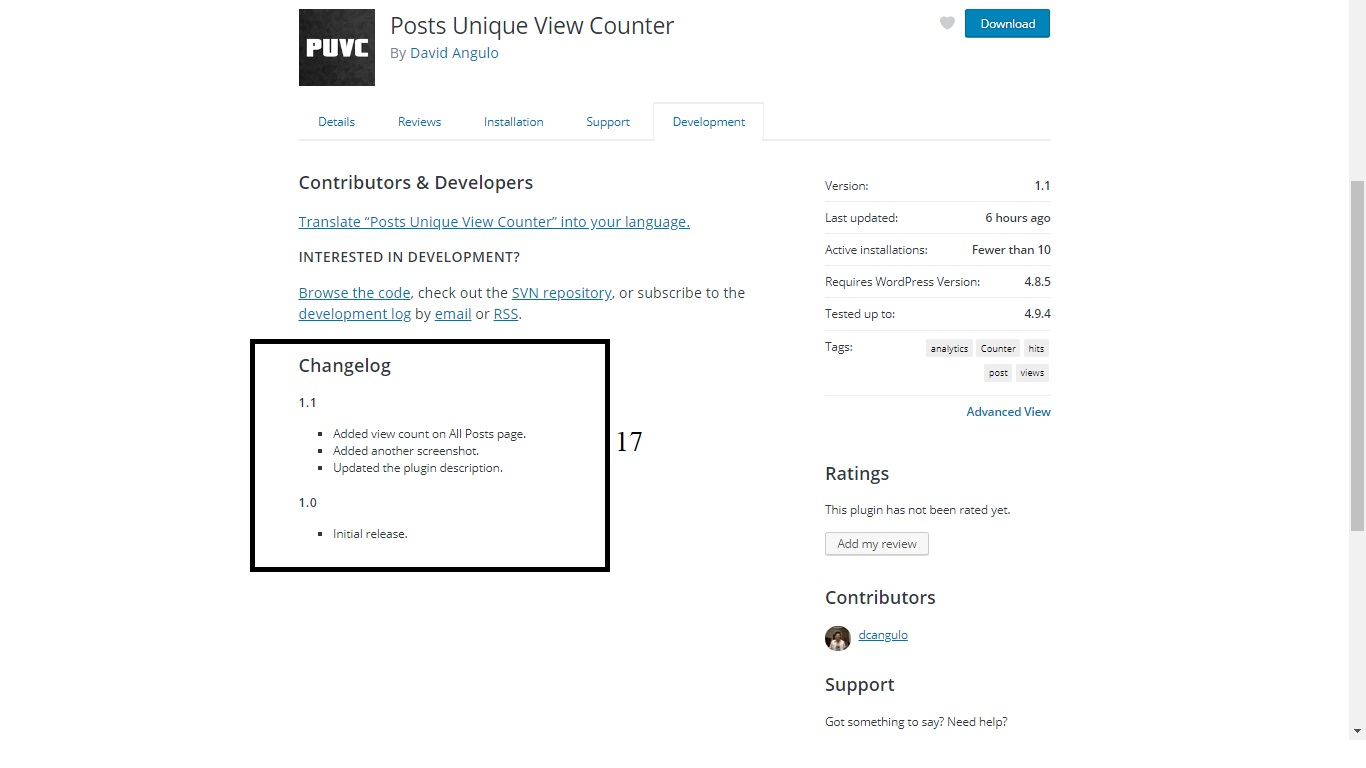 PUVC
Posts Unique View Counter
By David Angulo
Download
Details
Reviews
Installation
Support
Development
Contributors & Developers
Translate “Posts Unique View Counter” into your language.
INTERESTED IN DEVELOPMENT?
Browse the code, check out the SVN repository, or subscribe to the
development log by email or RSS.
Changelog
1.1
Added view count on All Posts page.
Added another screenshot.
Updated the plugin description.
1.0
Initial release.
17
Version: 1.1
Last updated: 6 hours ago
Active installations: Fewer than 10
Requires WordPress Version: 4.8.5
Tested up to: 4.9.4
Tags: analytics Counter hits
post views
Advanced View
Ratings
This plugin has not been rated yet.
Add my review
Contributors
dcangulo
Support
Got something to say? Need help?